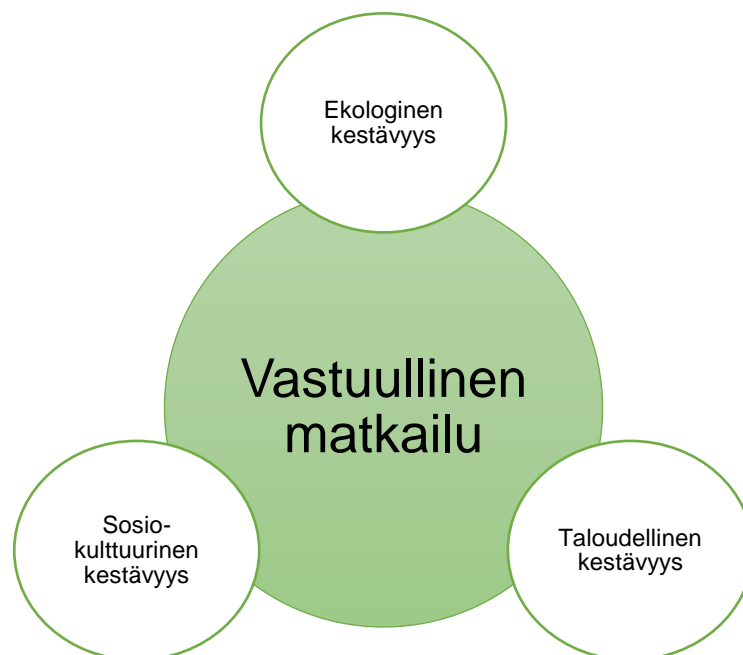 Ekologinen
kestävyys
Vastuullinen
matkailu
Sosio-
kulttuurinen
kestävyys
Taloudellinen
kestävyys